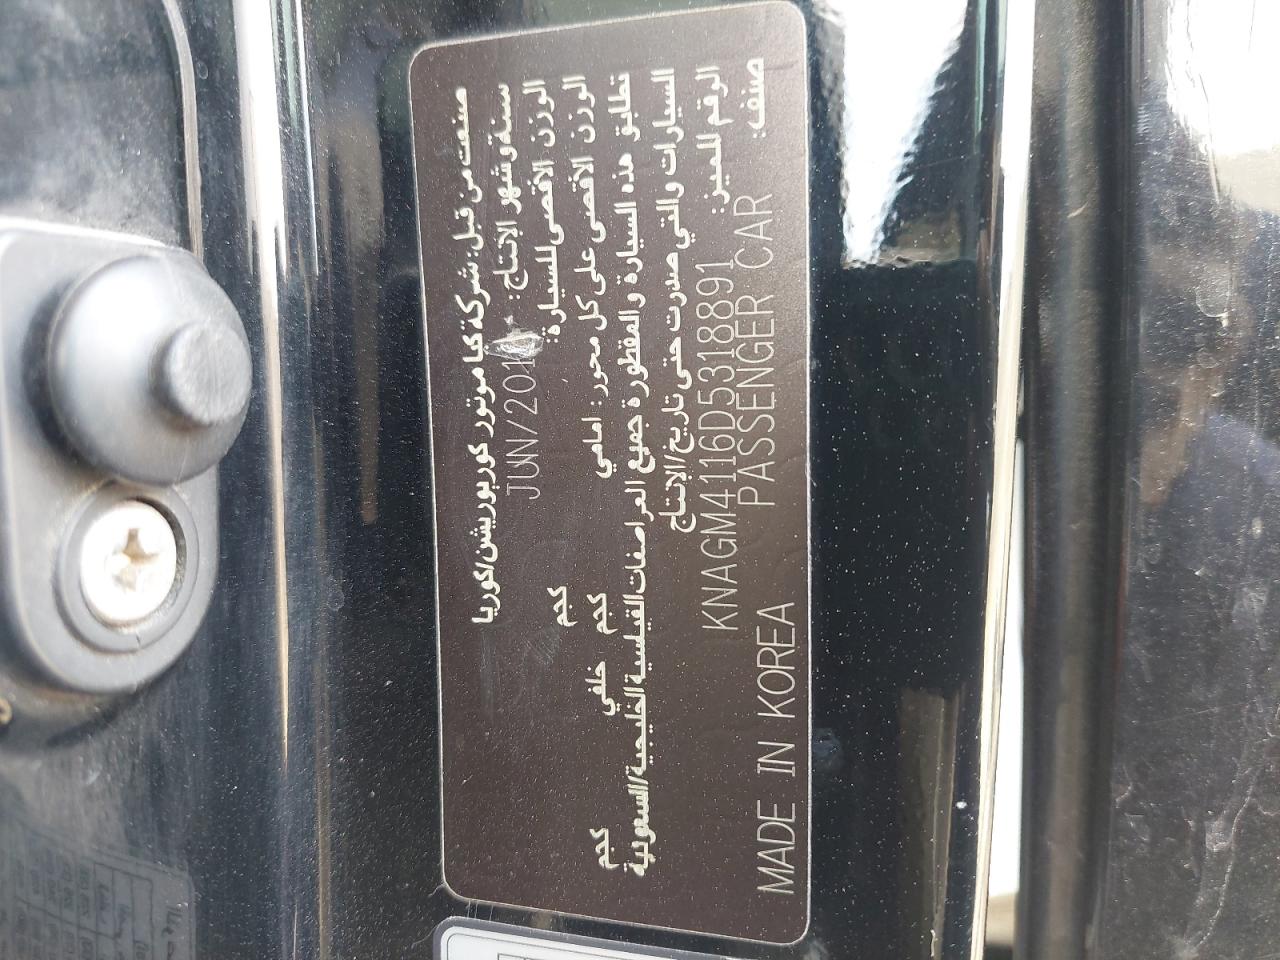 صنعت من قبل: شركة كيا موتور كوربوريشن/كوريا
سنة وشهر الإنتاج: JUN/201
الوزن الأقصى للسيارة: كجم
الوزن الاقصى على كل محور: امامي كجم خلفي كجم
تطابق هذه السيارة والمقطورة جميع المواصفات القياسية الخليجية/السعودية
السيارات والتي صدرت حتى تاريخ/الإنتاج
الرقم المميز: KNAGM4116D5318891
صنف: PASSENGER CAR
MADE IN KOREA